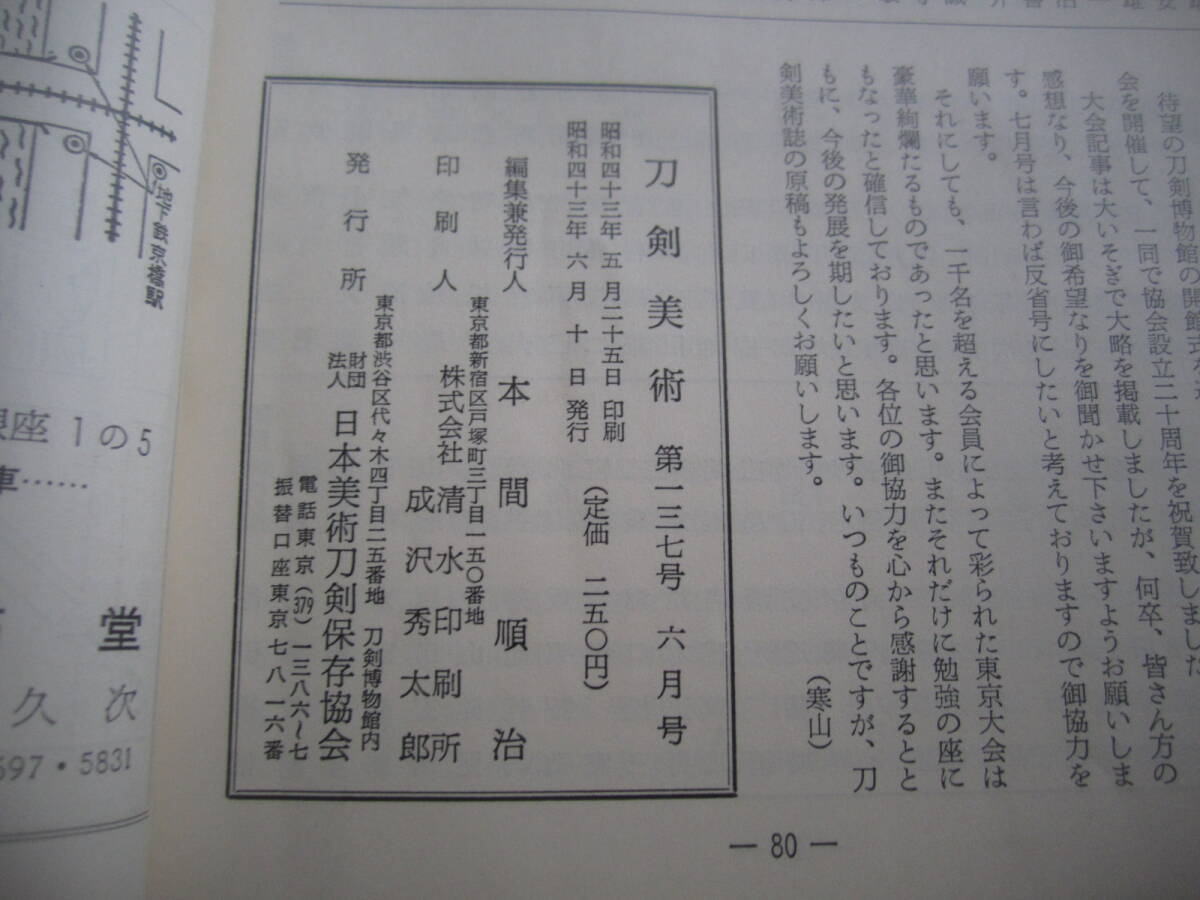 待望の刀剣博物館の開館式を
会を開催して、一同で協会設立二十周年を祝賀致しました
大会記事は大いそぎで大略を掲載しましたが、何卒、皆さん方の
感想なり、今後の御希望なりを御聞かせ下さいますようお願いしま
す。七月号は言わば反省号にしたいと考えておりますので御協力を
願います。
それにしても、一千名を超える会員によって彩られた東京大会は
豪華絢爛たるものであったと思います。またそれだけに勉強の座に
もなったと確信しております。各位の御協力を心から感謝するとと
もに、今後の発展を期したいと思います。いつものことですが、刀
剣美術誌の原稿もよろしくお願いします。
(寒山)
刀剣美術 第一三七号 六月号
昭和四十三年五月二十五日 印刷
昭和四十三年六月十日 発行
(定価 二五〇円)
編集兼発行人 本間順治
東京都新宿区戸塚町三丁目一五〇番地
印刷人 株式会社 清水印刷所
成沢秀太郎
東京都渋谷区代々木四丁目二五番地 刀剣博物館内
発行所 財団法人 日本美術刀剣保存協会
電話東京(379)一三八六~七
振替口座東京七八一六番
— 80 —
地下鉄京橋駅
座1の5
車……
堂
久次
597・5831